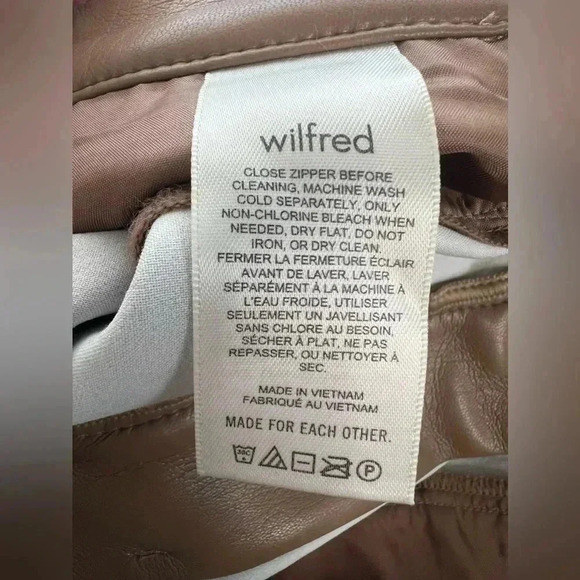 wilfred
CLOSE ZIPPER BEFORE
CLEANING, MACHINE WASH
COLD SEPARATELY, ONLY
NON-CHLORINE BLEACH WHEN
NEEDED, DRY FLAT, DO NOT
IRON, OR DRY CLEAN.
FERMER LA FERMETURE ÉCLAIR
AVANT DE LAVER, LAVER
SÉPARÉMENT À LA MACHINE À
L'EAU FROIDE, UTILISER
SEULEMENT UN JAVELLISANT
SANS CHLORE AU BESOIN,
SÉCHER À PLAT, NE PAS
REPASSER, OU NETTOYER À
SEC.
MADE IN VIETNAM
FABRIQUÉ AU VIETNAM
MADE FOR EACH OTHER.
30C P